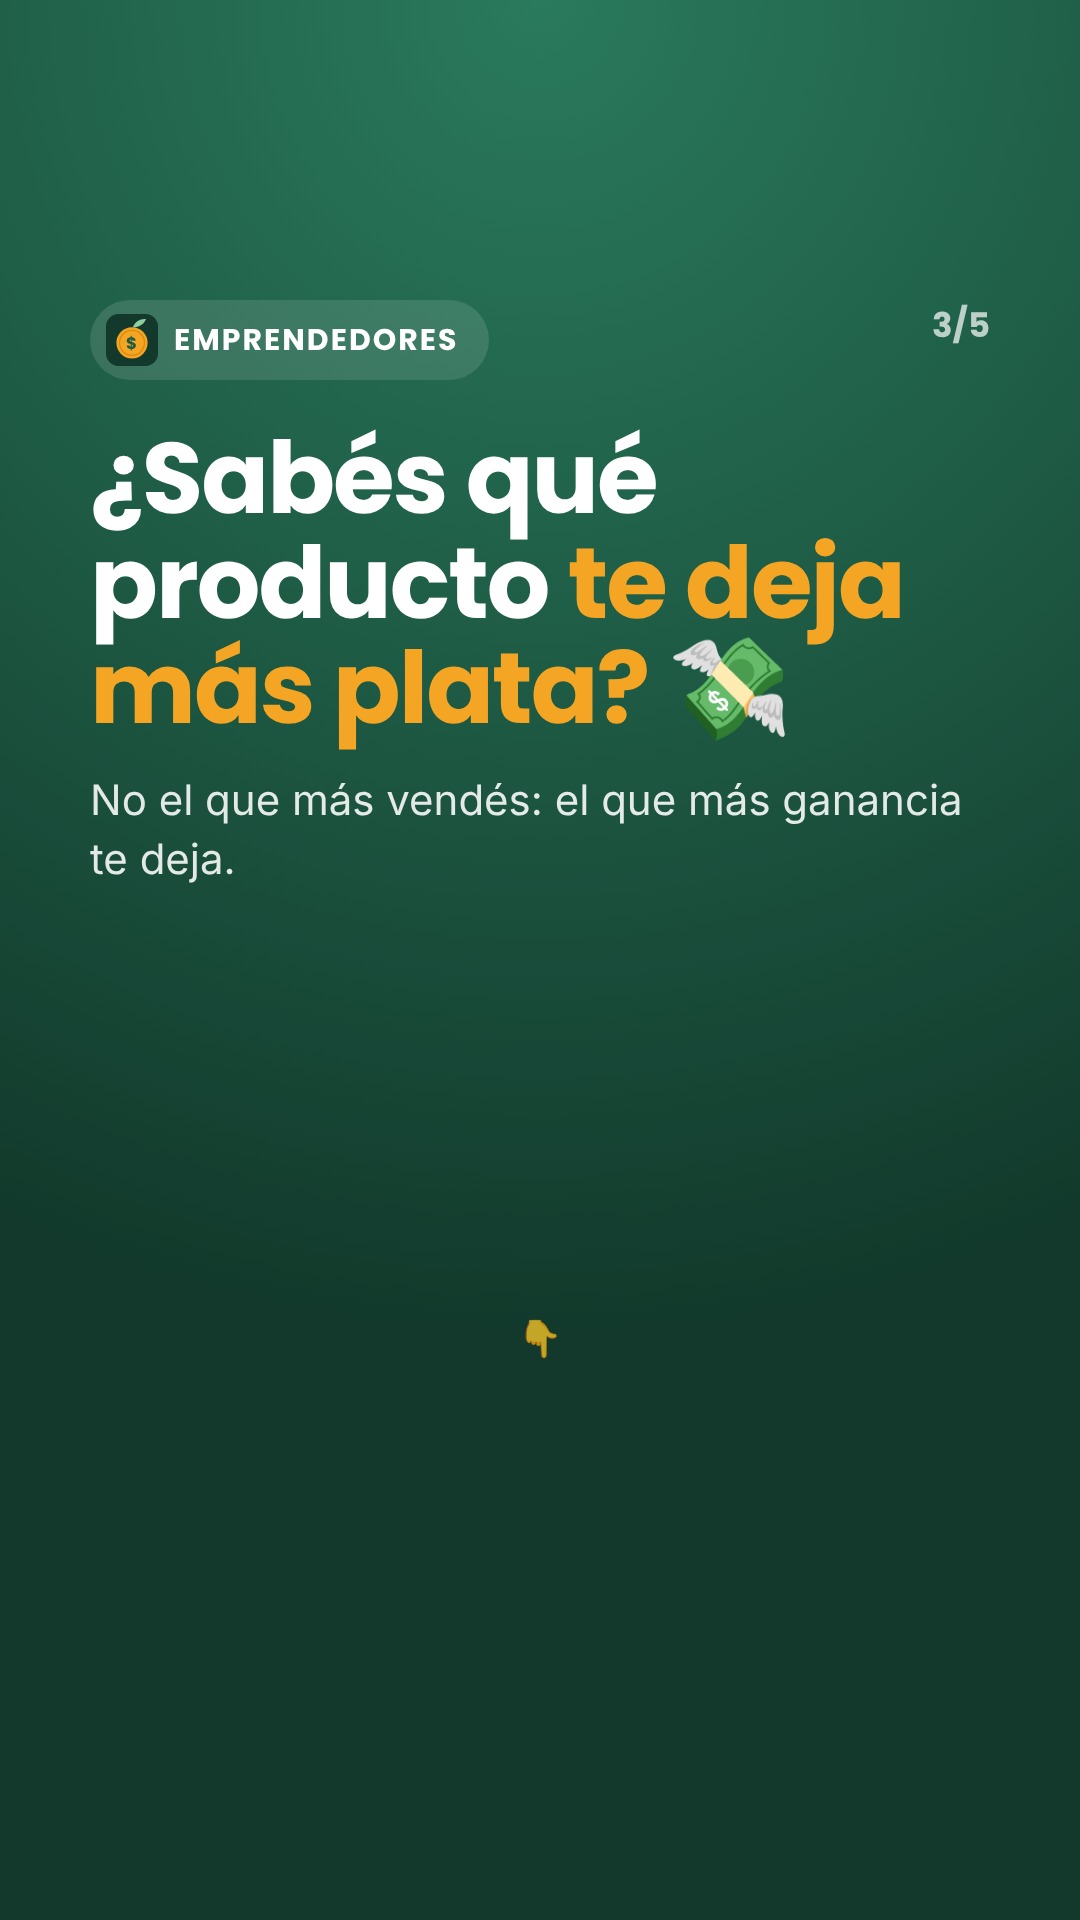 $ EMPRENDEDORES
3/5
¿Sabés qué
producto te deja
más plata? 💸
No el que más vendés: el que más ganancia
te deja.
👇